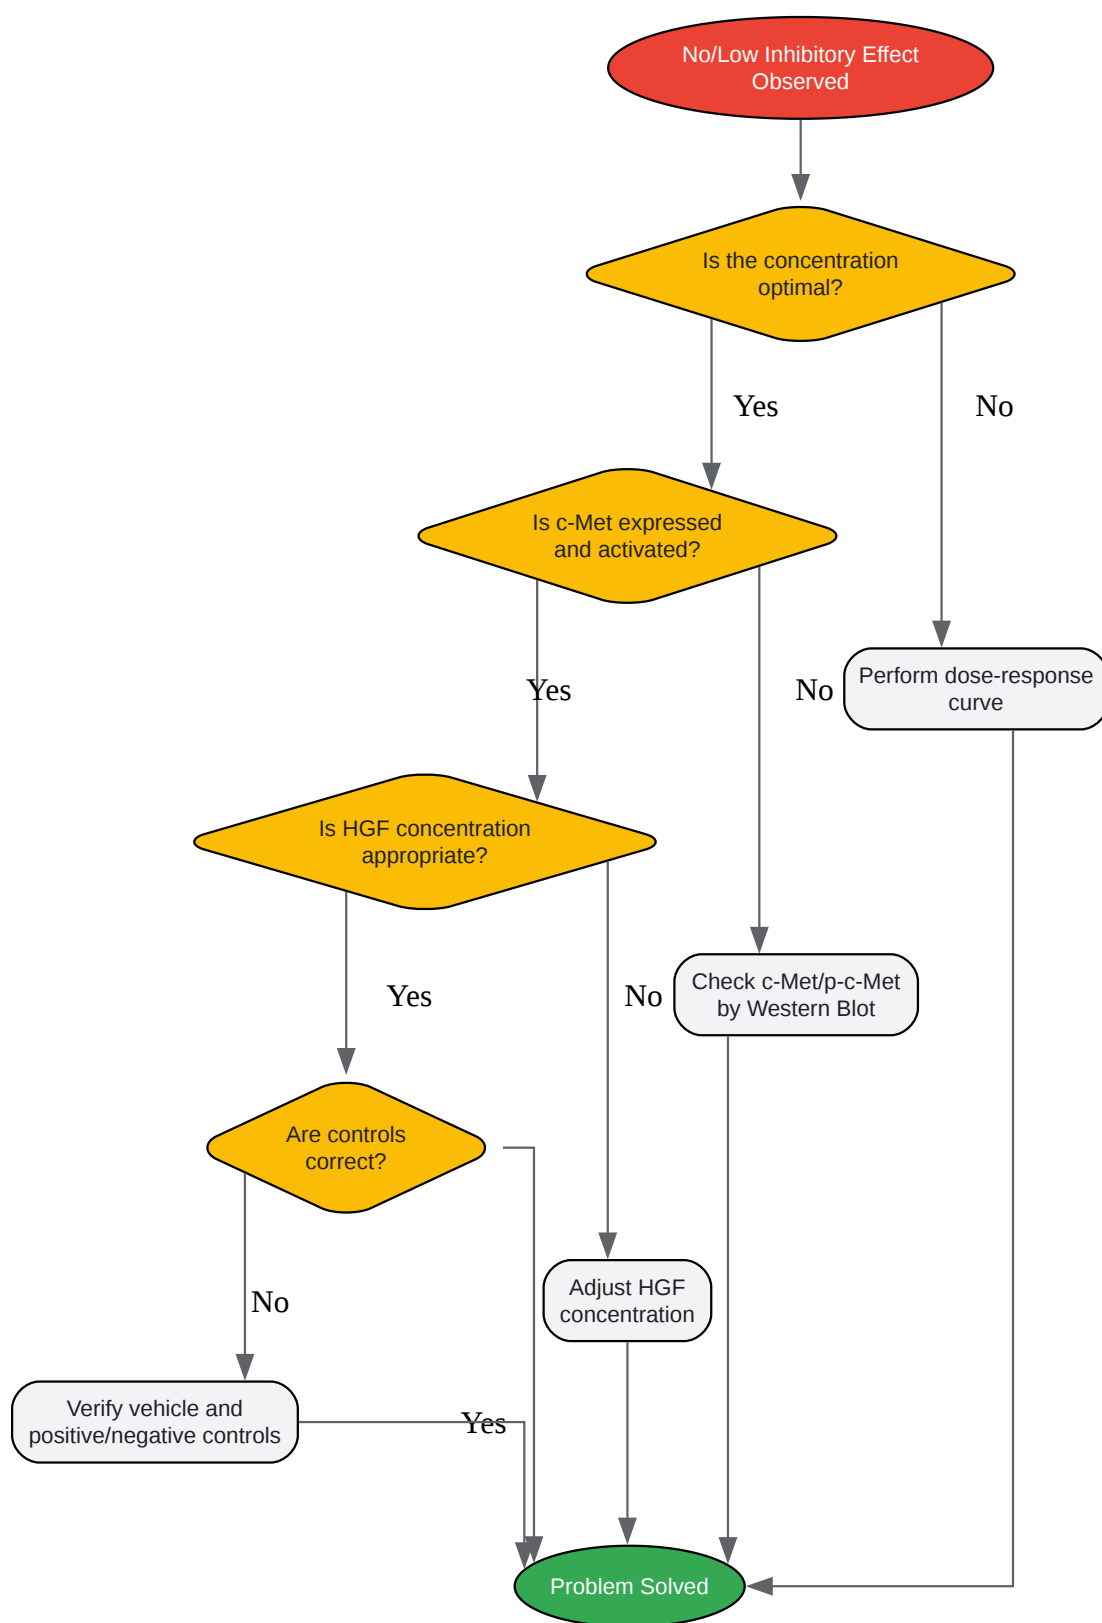 No/Low Inhibitory Effect
Observed
Is the concentration
optimal?
Yes
No
Is c-Met expressed
and activated?
Yes
No
Perform dose-response
curve
Is HGF concentration
appropriate?
Yes
No
Check c-Met/p-c-Met
by Western Blot
Are controls
correct?
No
Adjust HGF
concentration
Verify vehicle and
positive/negative controls
Yes
Problem Solved